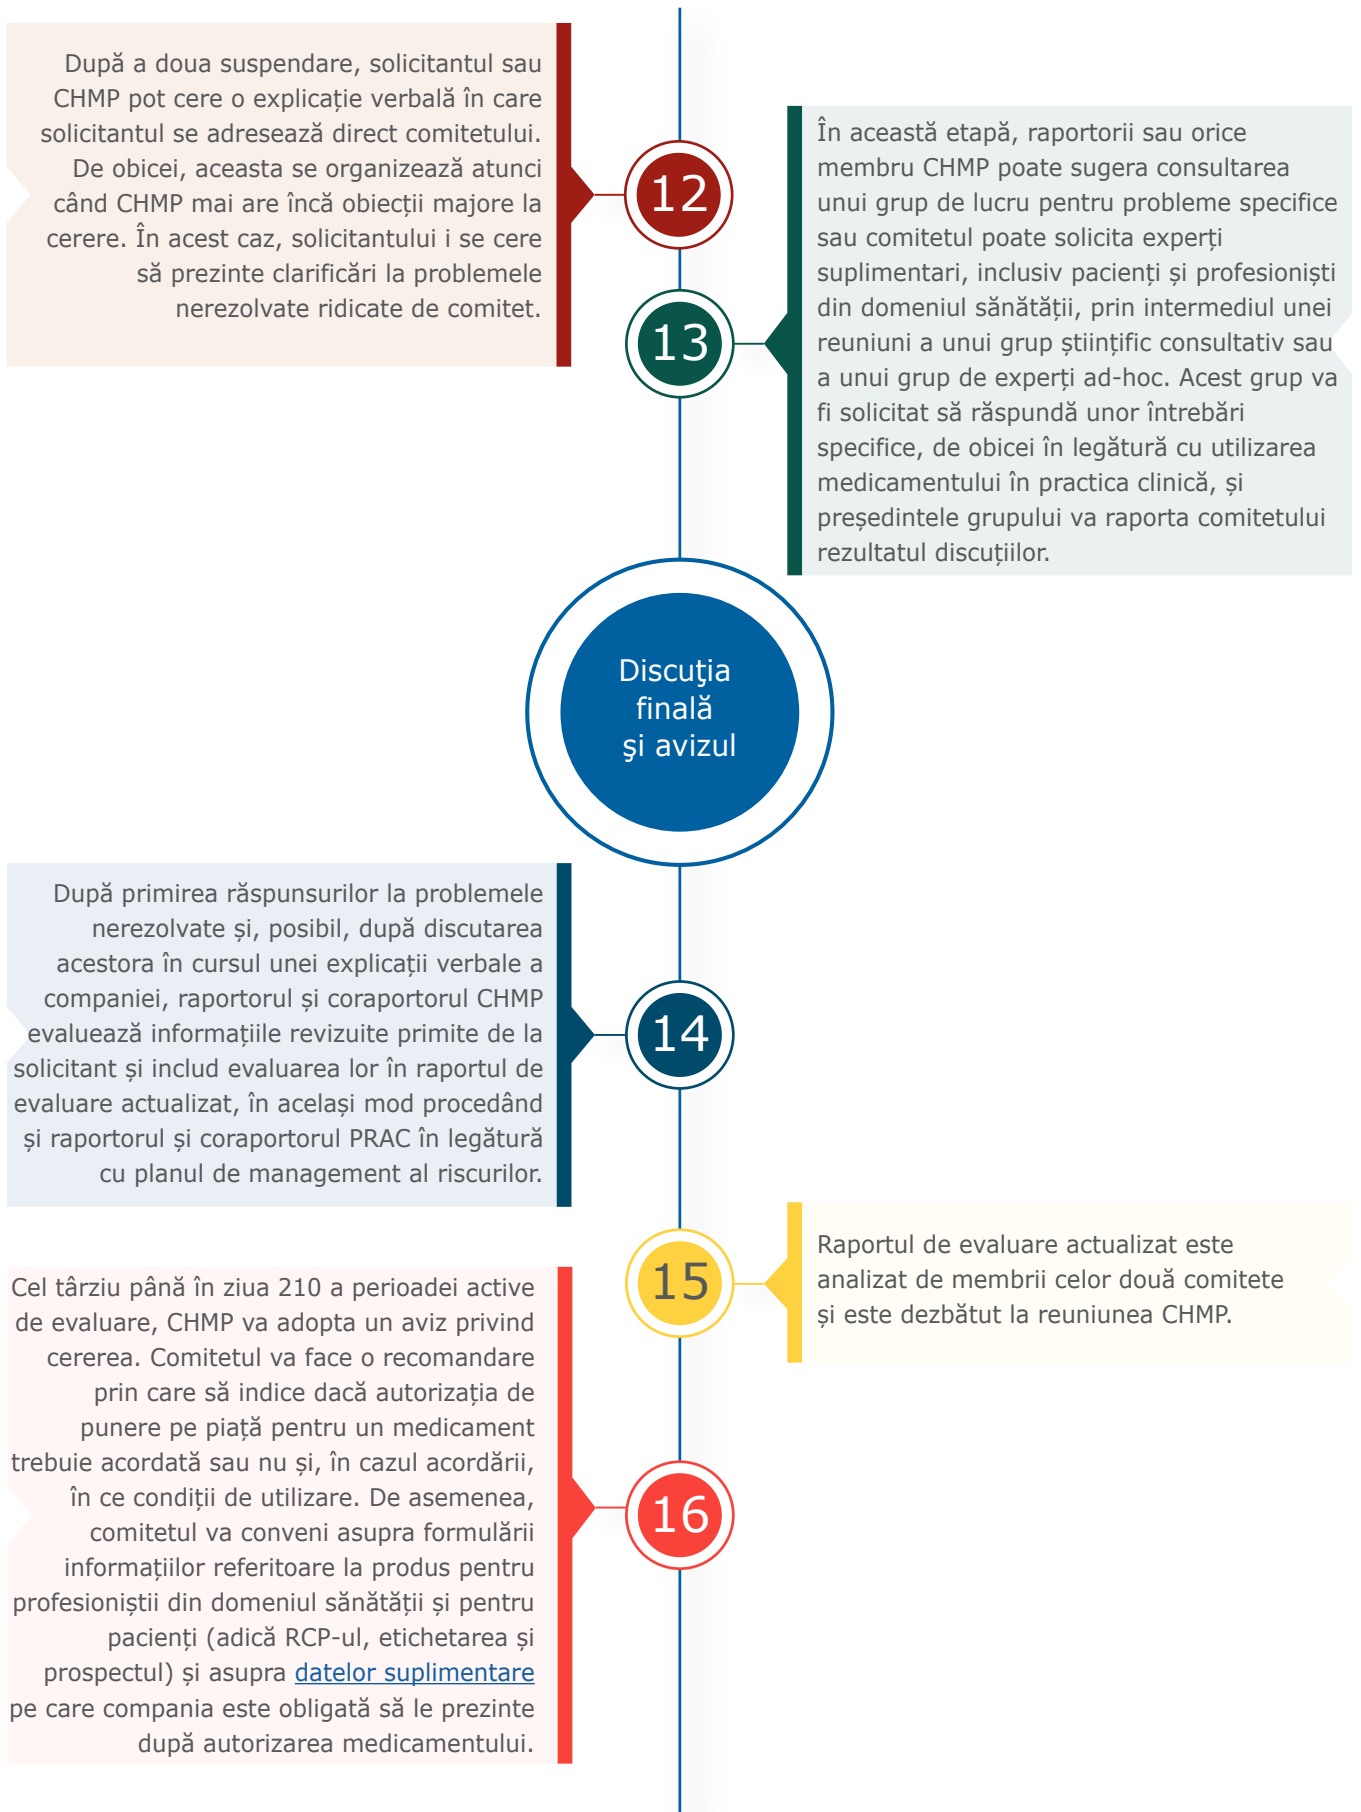 După a doua suspendare, solicitantul sau
CHMP pot cere o explicație verbală în care
solicitantul se adresează direct comitetului.
De obicei, aceasta se organizează atunci
când CHMP mai are încă obiecții majore la
cerere. În acest caz, solicitantului i se cere
să prezinte clarificări la problemele
nerezolvate ridicate de comitet.
12
13
În această etapă, raportorii sau orice
membru CHMP poate sugera consultarea
unui grup de lucru pentru probleme specifice
sau comitetul poate solicita experți
suplimentari, inclusiv pacienți și profesioniști
din domeniul sănătății, prin intermediul unei
reuniuni a unui grup științific consultativ sau
a unui grup de experți ad-hoc. Acest grup va
fi solicitat să răspundă unor întrebări
specifice, de obicei în legătură cu utilizarea
medicamentului în practica clinică, și
președintele grupului va raporta comitetului
rezultatul discuțiilor.
Discuţia
finală
şi avizul
După primirea răspunsurilor la problemele
nerezolvate și, posibil, după discutarea
acestora în cursul unei explicații verbale a
companiei, raportorul și coraportorul CHMP
evaluează informațiile revizuite primite de la
solicitant și includ evaluarea lor în raportul de
evaluare actualizat, în același mod procedând
și raportorul și coraportorul PRAC în legătură
cu planul de management al riscurilor.
14
15
Raportul de evaluare actualizat este
analizat de membrii celor două comitete
și este dezbătut la reuniunea CHMP.
Cel târziu până în ziua 210 a perioadei active
de evaluare, CHMP va adopta un aviz privind
cererea. Comitetul va face o recomandare
prin care să indice dacă autorizația de
punere pe piață pentru un medicament
trebuie acordată sau nu și, în cazul acordării,
în ce condiții de utilizare. De asemenea,
comitetul va conveni asupra formulării
informațiilor referitoare la produs pentru
profesioniștii din domeniul sănătății și pentru
pacienți (adică RCP-ul, etichetarea și
prospectul) și asupra datelor suplimentare
pe care compania este obligată să le prezinte
după autorizarea medicamentului.
16